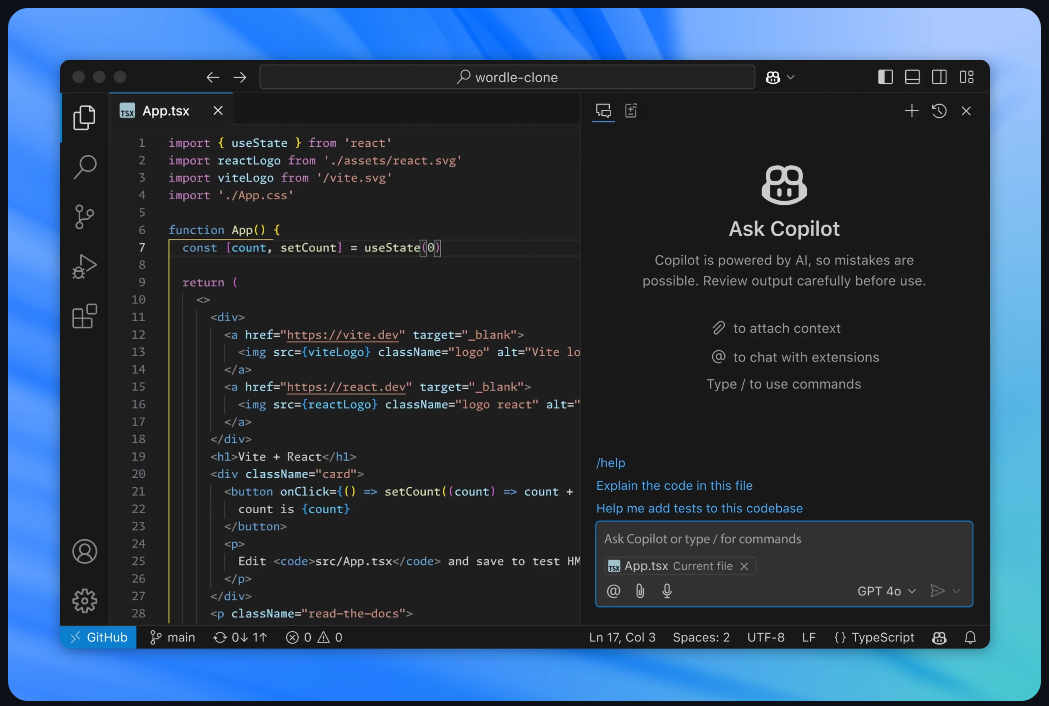 wordle-clone
TSX App.tsx
1 import { useState } from 'react'
2 import reactLogo from './assets/react.svg'
3 import viteLogo from '/vite.svg'
4 import './App.css'
5
6 function App() {
7 const [count, setCount] = useState(0)
8
9 return (
10 <>
11 <div>
12 <a href="https://vite.dev" target="_blank">
13 <img src={viteLogo} className="logo" alt="Vite lo
14 </a>
15 <a href="https://react.dev" target="_blank">
16 <img src={reactLogo} className="logo react" alt="
17 </a>
18 </div>
19 <h1>Vite + React</h1>
20 <div className="card">
21 <button onClick={() => setCount((count) => count +
22 count is {count}
23 </button>
24 <p>
25 Edit <code>src/App.tsx</code> and save to test HM
26 </p>
27 </div>
28 <p className="read-the-docs">
Ask Copilot
Copilot is powered by AI, so mistakes are
possible. Review output carefully before use.
to attach context
@ to chat with extensions
Type / to use commands
/help
Explain the code in this file
Help me add tests to this codebase
Ask Copilot or type / for commands
TSX App.tsx Current file
@ GPT 4o
GitHub main 0↓ 1↑ 0 0 Ln 17, Col 3 Spaces: 2 UTF-8 LF {} TypeScript